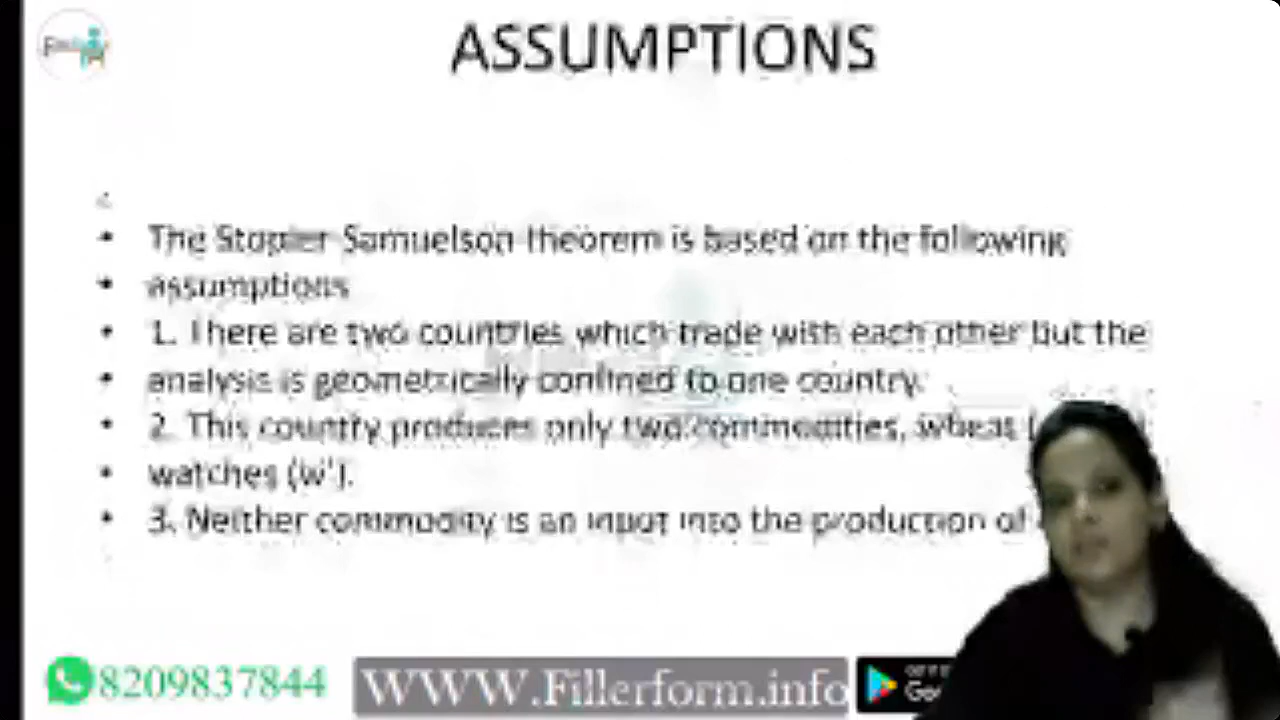 ASSUMPTIONS
• The Stopler Samuelson theorem is based on the following
• assumptions
• 1. There are two countries which trade with each other but the
• analysis is geometrically confined to one country.
• 2. This country produces only two commodities, wheat
• watches (w').
• 3. Neither commodity is an input into the production of
8209837844
WWW.Fillerform.info
GET IT